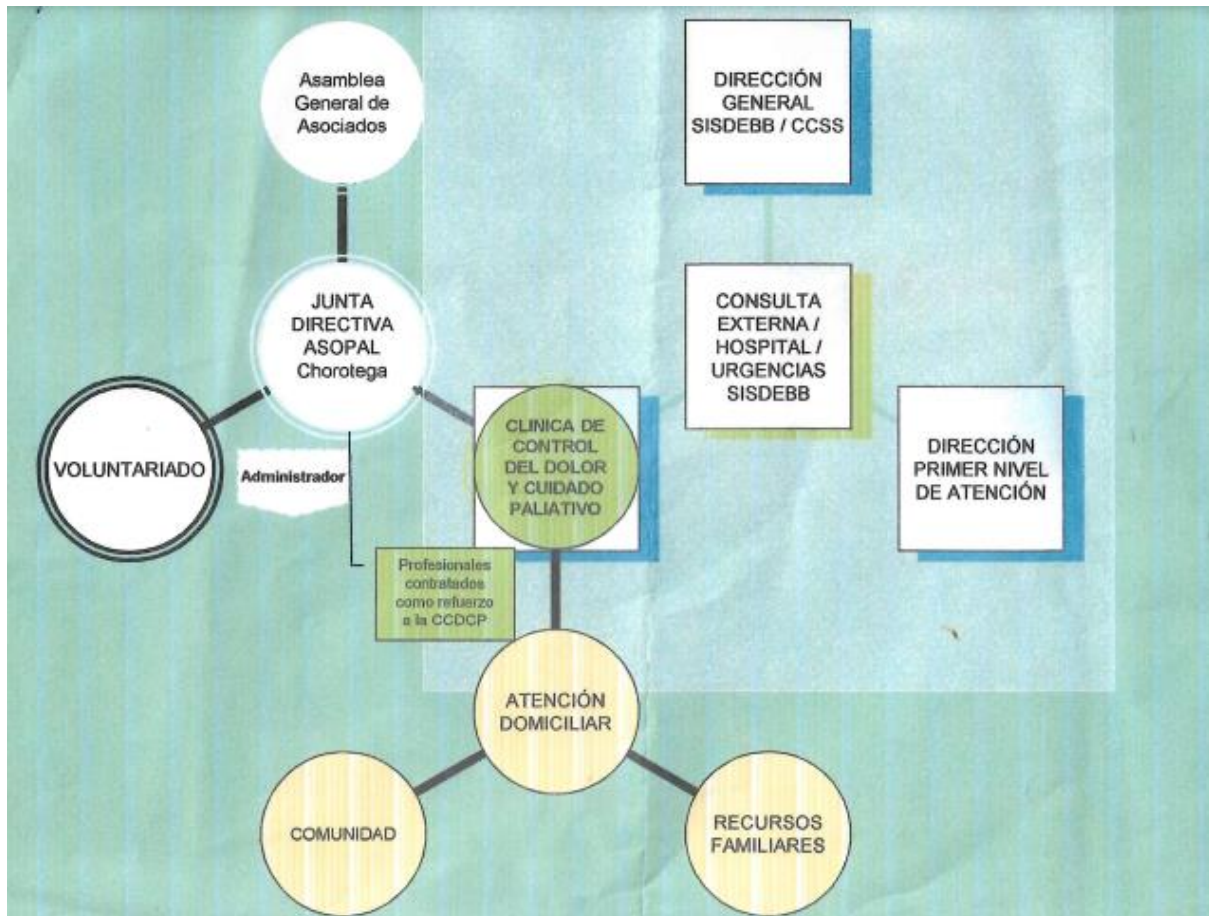 Asamblea
General de
Asociados
DIRECCIÓN
GENERAL
SISDEBB / CCSS
JUNTA
DIRECTIVA
ASOPAL
Chorotega
CONSULTA
EXTERNA /
HOSPITAL /
URGENCIAS
SISDEBB
VOLUNTARIADO
Administrador
CLINICA DE
CONTROL
DEL DOLOR
Y CUIDADO
PALIATIVO
DIRECCIÓN
PRIMER NIVEL
DE ATENCIÓN
Profesionales
contratados
como refuerzo
a la CCDCP
ATENCIÓN
DOMICILIAR
COMUNIDAD
RECURSOS
FAMILIARES